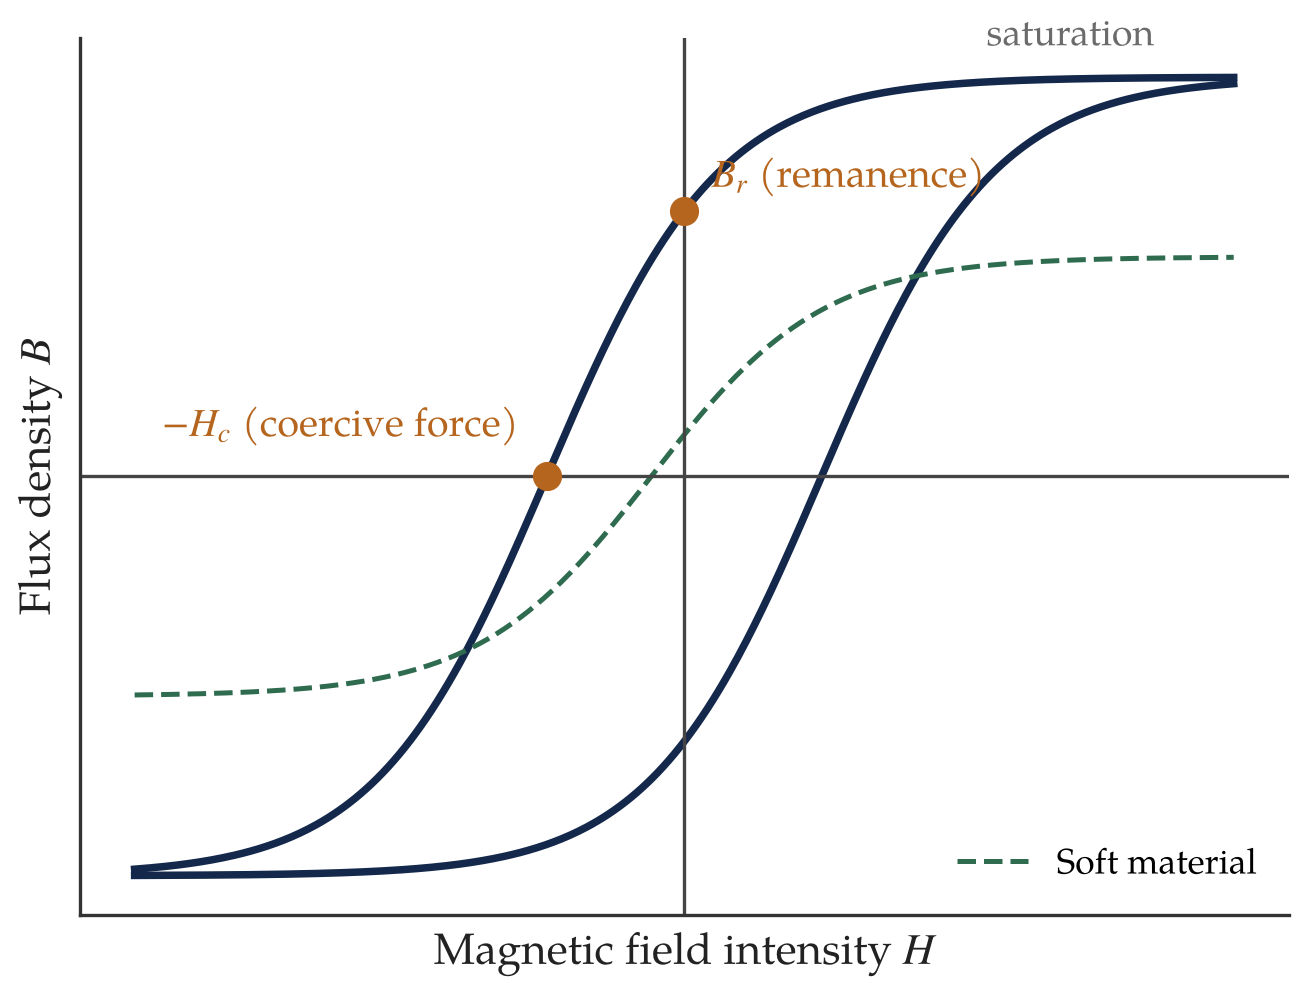 saturation
B_r (remanence)
−H_c (coercive force)
Flux density B
Soft material
Magnetic field intensity H